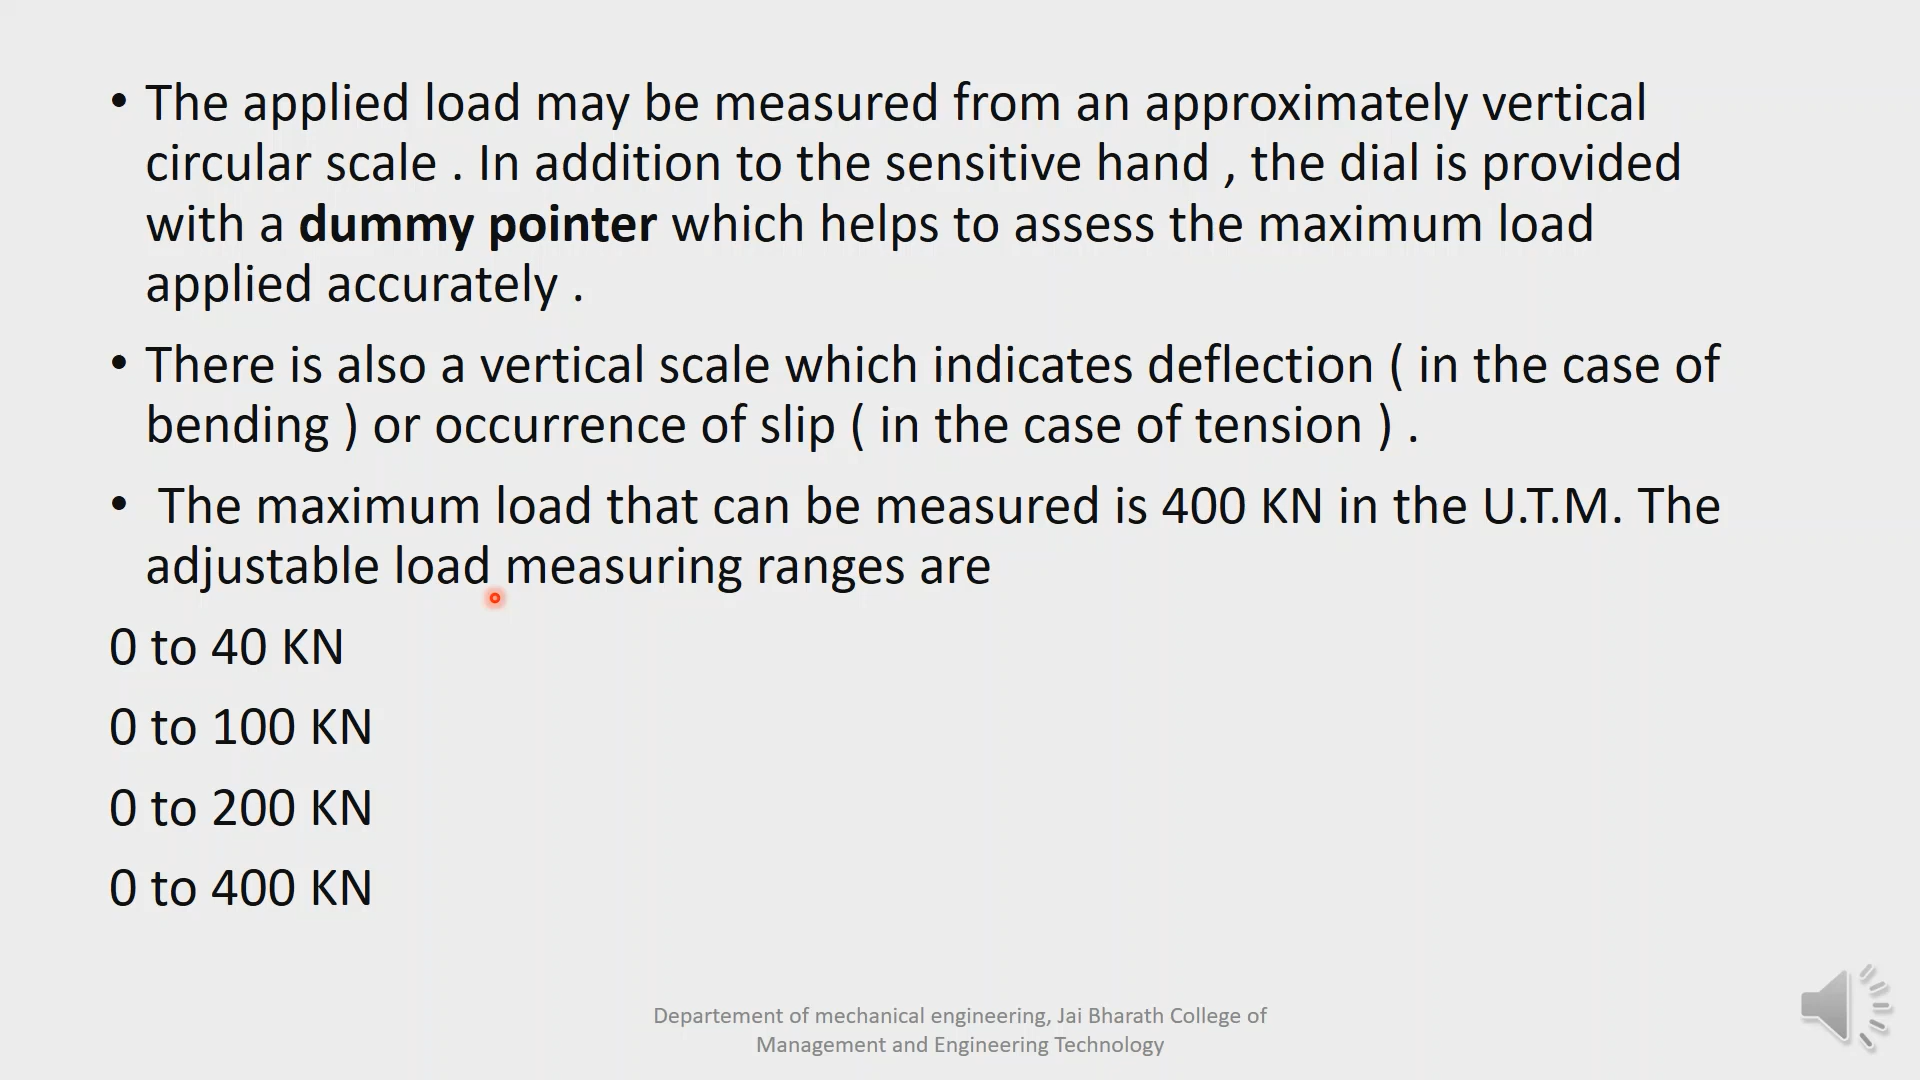 • The applied load may be measured from an approximately vertical
circular scale . In addition to the sensitive hand , the dial is provided
with a dummy pointer which helps to assess the maximum load
applied accurately .
• There is also a vertical scale which indicates deflection ( in the case of
bending ) or occurrence of slip ( in the case of tension ) .
• The maximum load that can be measured is 400 KN in the U.T.M. The
adjustable load measuring ranges are
0 to 40 KN
0 to 100 KN
0 to 200 KN
0 to 400 KN
Departement of mechanical engineering, Jai Bharath College of
Management and Engineering Technology